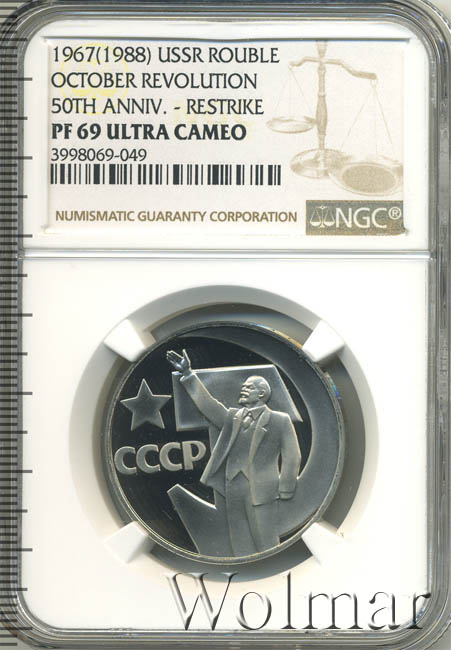 1967(1988) USSR ROUBLE
OCTOBER REVOLUTION
50TH ANNIV. - RESTRIKE
PF 69 ULTRA CAMEO
3998069-049
NUMISMATIC GUARANTY CORPORATION
NGC®
СССР
Wolmar